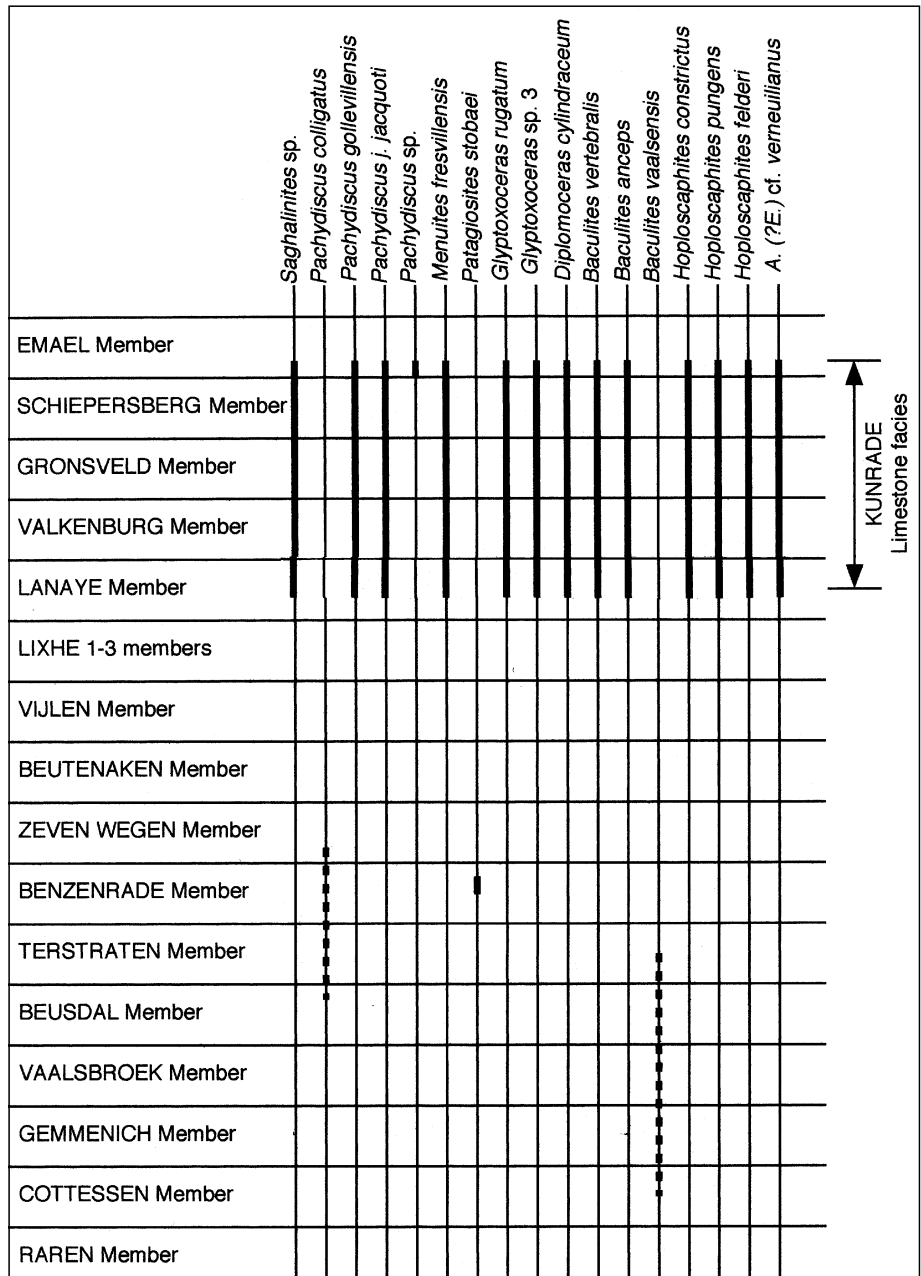 Saghalinites sp.
Pachydiscus colligatus
Pachydiscus gollevillensis
Pachydiscus j. jacquoti
Pachydiscus sp.
Menuites fresvillensis
Patagiosites stobaei
Glyptoxoceras rugatum
Glyptoxoceras sp. 3
Diplomoceras cylindraceum
Baculites vertebralis
Baculites anceps
Baculites vaalsensis
Hoploscaphites constrictus
Hoploscaphites pungens
Hoploscaphites felderi
A. (?E.) cf. verneuilianus
EMAEL Member
SCHIEPERSBERG Member
GRONSVELD Member
VALKENBURG Member
LANAYE Member
LIXHE 1-3 members
VIJLEN Member
BEUTENAKEN Member
ZEVEN WEGEN Member
BENZENRADE Member
TERSTRATEN Member
BEUSDAL Member
VAALSBROEK Member
GEMMENICH Member
COTTESSEN Member
RAREN Member
KUNRADE
Limestone facies